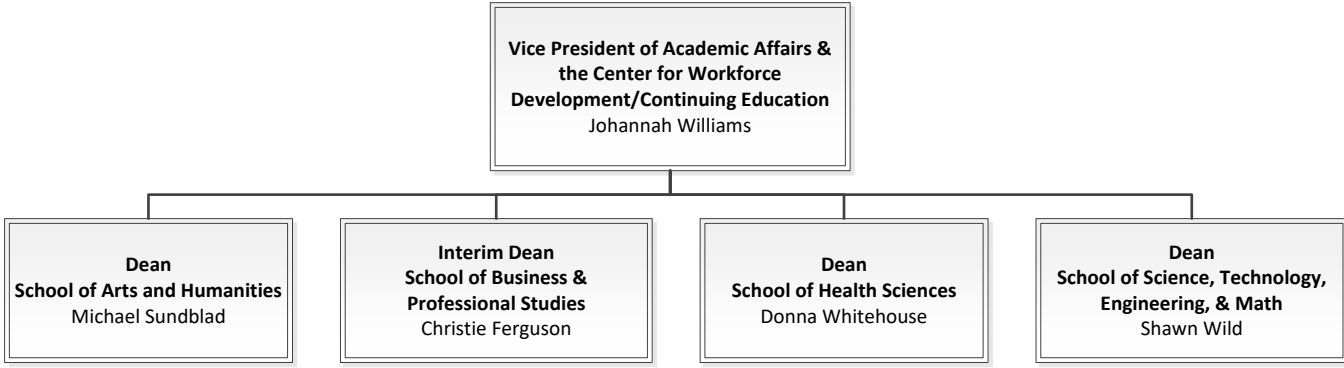 Vice President of Academic Affairs &
the Center for Workforce
Development/Continuing Education
Johannah Williams
Dean
School of Arts and Humanities
Michael Sundblad
Interim Dean
School of Business &
Professional Studies
Christie Ferguson
Dean
School of Health Sciences
Donna Whitehouse
Dean
School of Science, Technology,
Engineering, & Math
Shawn Wild